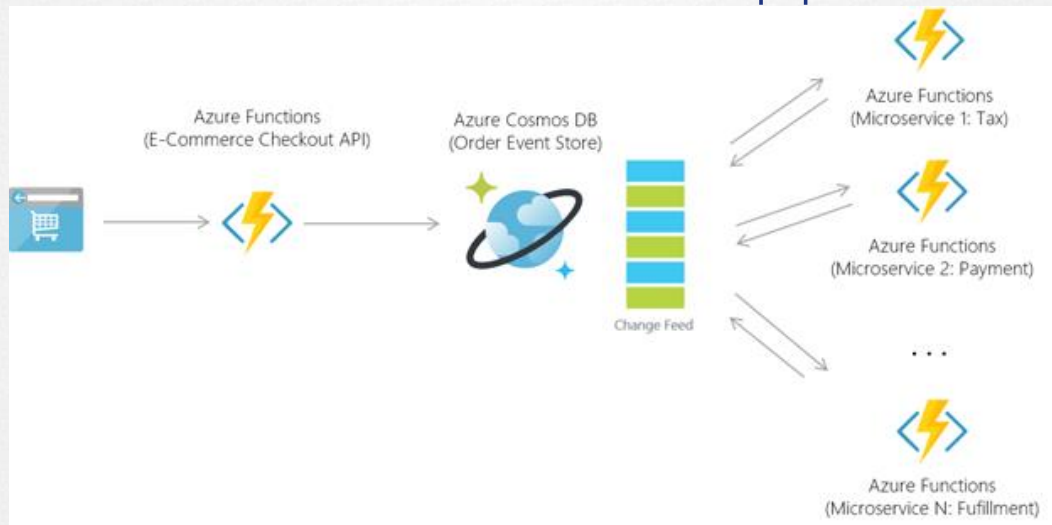 Azure Functions
(E-Commerce Checkout API)
Azure Cosmos DB
(Order Event Store)
Change Feed
Azure Functions
(Microservice 1: Tax)
Azure Functions
(Microservice 2: Payment)
. . .
Azure Functions
(Microservice N: Fufillment)